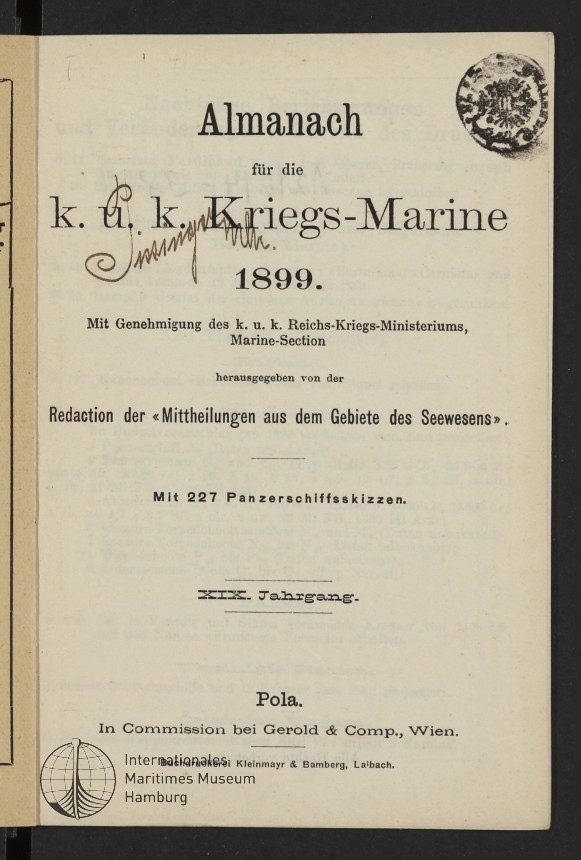 Almanach
für die
k. u. k. Kriegs-Marine
1899.
Mit Genehmigung des k. u. k. Reichs-Kriegs-Ministeriums,
Marine-Section
herausgegeben von der
Redaction der «Mittheilungen aus dem Gebiete des Seewesens».
Mit 227 Panzerschiffsskizzen.
XIX. Jahrgang.
Pola.
In Commission bei Gerold & Comp., Wien.
Buchdruckerei Kleinmayr & Bamberg, Laibach.
Internationales
Maritimes Museum
Hamburg